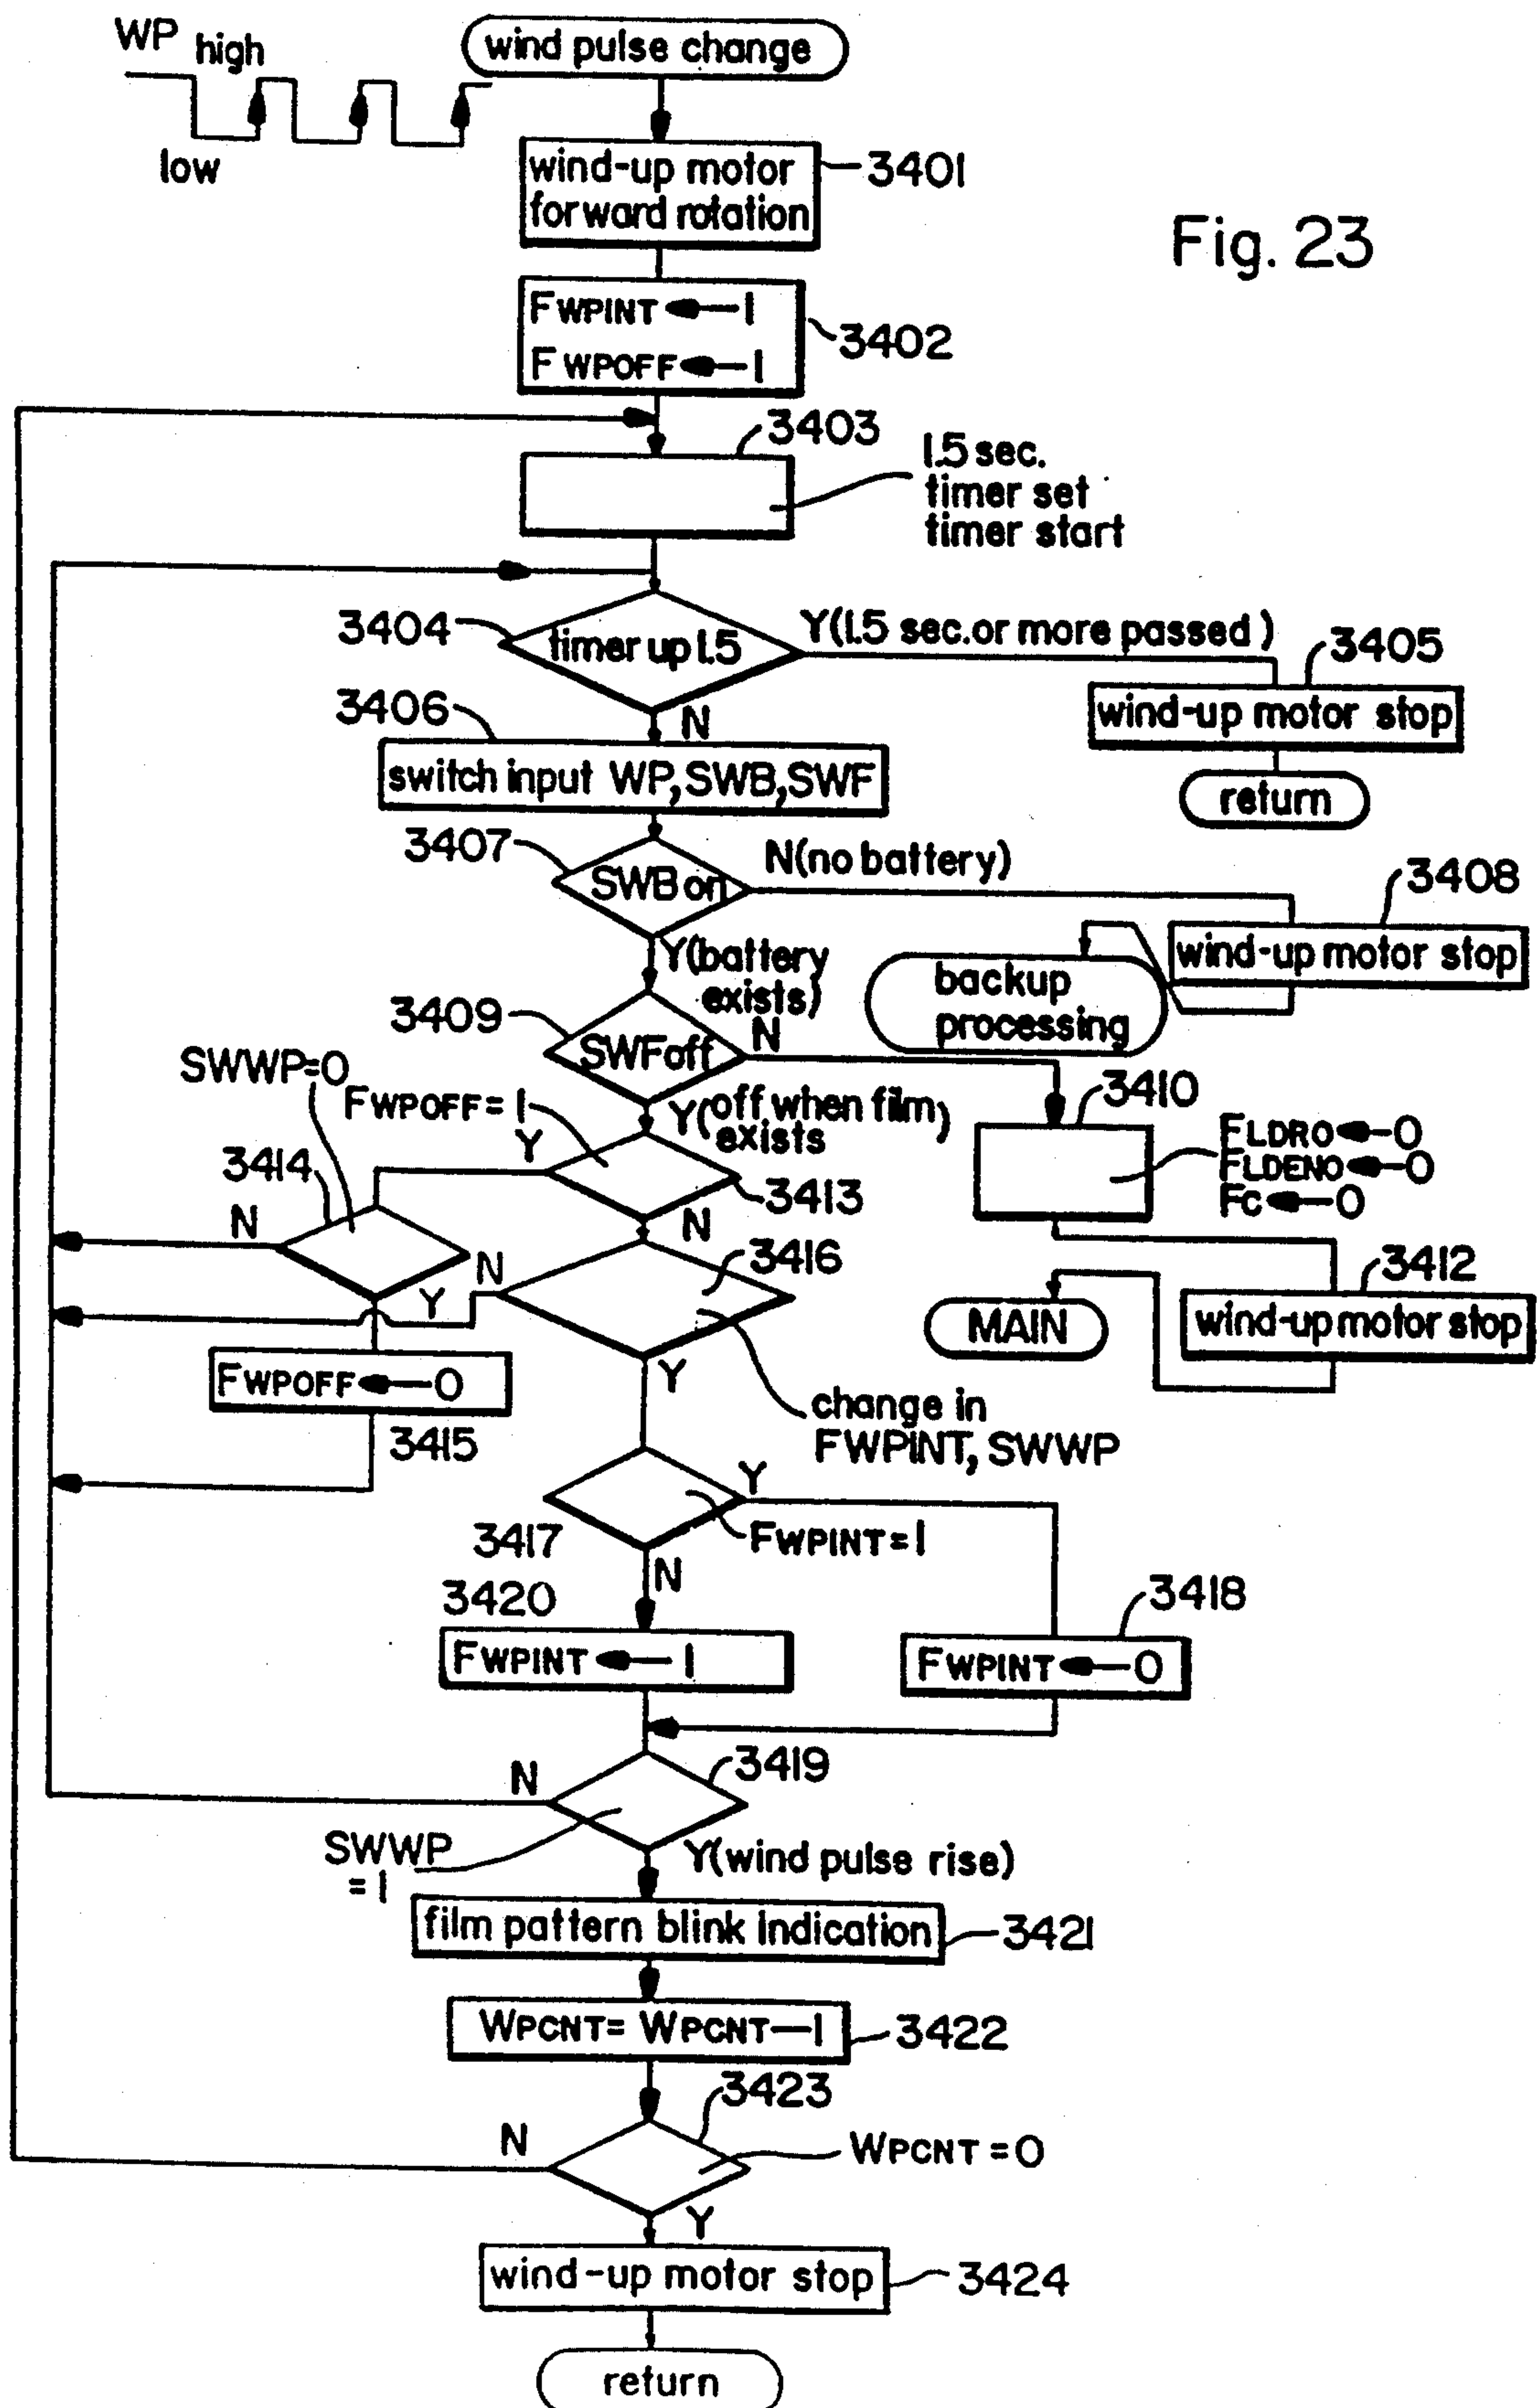 WP high
low
wind pulse change
wind-up motor
forward rotation
3401
Fig. 23
FWPINT ←1
FWPOFF ←1
3402
3403
1.5 sec.
timer set
timer start
3404
timer up 1.5
Y(1.5 sec. or more passed)
3405
wind-up motor stop
return
N
3406
switch input WP, SWB, SWF
3407
SWB on
N(no battery)
3408
wind-up motor stop
backup
processing
Y(battery
exists)
3409
SWF off
N
3410
FLDRO ←0
FLDENO ←0
FC ←0
3412
wind-up motor stop
MAIN
Y(off when film)
exists
SWWP=0
FWPOFF=1
Y
3413
N
3414
N
Y
FWPOFF ←0
3415
N
3416
Y
change in
FWPINT, SWWP
3417
Y
FWPINT=1
N
3420
FWPINT ←1
3418
FWPINT ←0
3419
N
SWWP
=1
Y(wind pulse rise)
film pattern blink indication
3421
WPCNT= WPCNT—1
3422
3423
N
WPCNT=0
Y
wind-up motor stop
3424
return